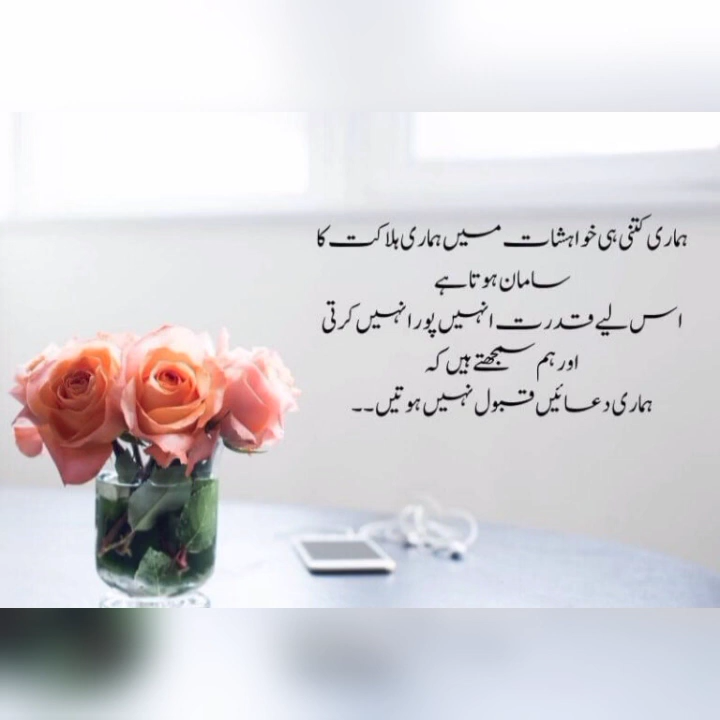 ہماری کتنی ہی خواہشات میں ہماری ہلاکت کا
سامان ہوتا ہے
اس لیے قدرت انہیں پورا نہیں کرتی
اور ہم سمجھتے ہیں کہ
ہماری دعائیں قبول نہیں ہوتیں۔۔